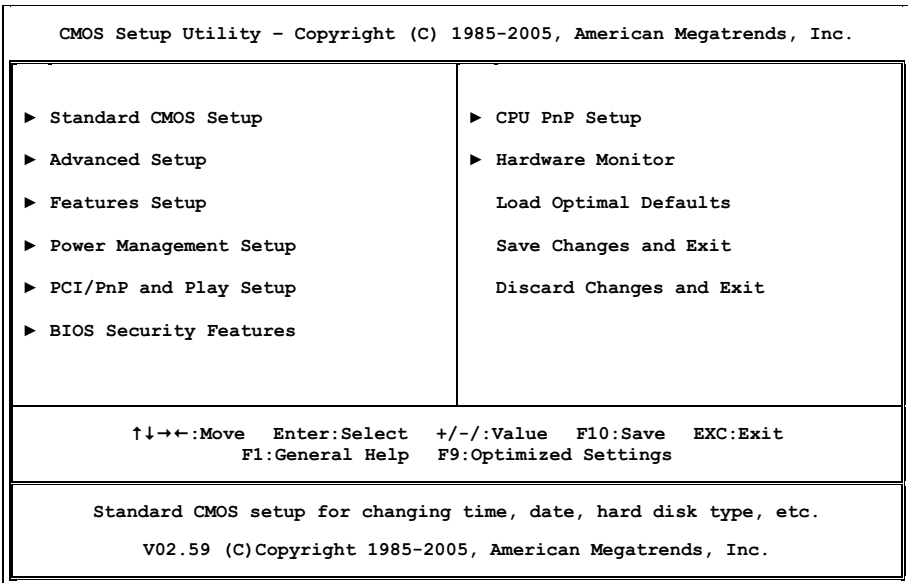 CMOS Setup Utility – Copyright (C) 1985-2005, American Megatrends, Inc.
► Standard CMOS Setup
► Advanced Setup
► Features Setup
► Power Management Setup
► PCI/PnP and Play Setup
► BIOS Security Features
► CPU PnP Setup
► Hardware Monitor
Load Optimal Defaults
Save Changes and Exit
Discard Changes and Exit
↑↓→←:Move Enter:Select +/-/:Value F10:Save EXC:Exit
F1:General Help F9:Optimized Settings
Standard CMOS setup for changing time, date, hard disk type, etc.
V02.59 (C)Copyright 1985-2005, American Megatrends, Inc.